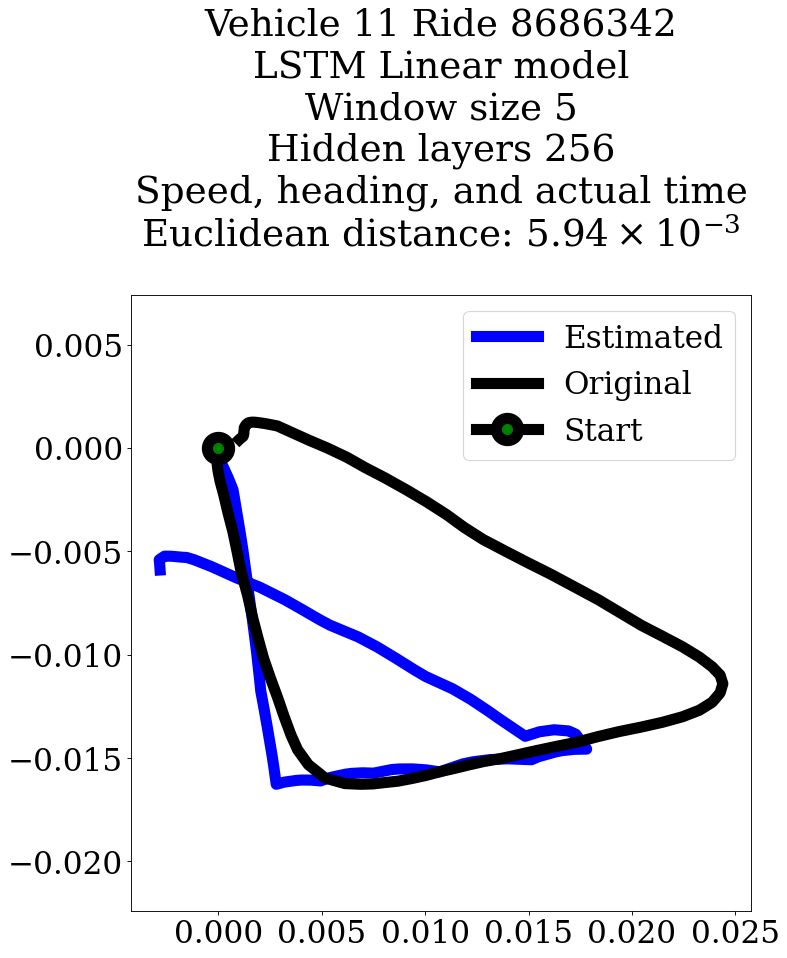 Vehicle 11 Ride 8686342
LSTM Linear model
Window size 5
Hidden layers 256
Speed, heading, and actual time
Euclidean distance: 5.94 × 10⁻³
Estimated
Original
Start
0.005
0.000
−0.005
−0.010
−0.015
−0.020
0.000 0.005 0.010 0.015 0.020 0.025